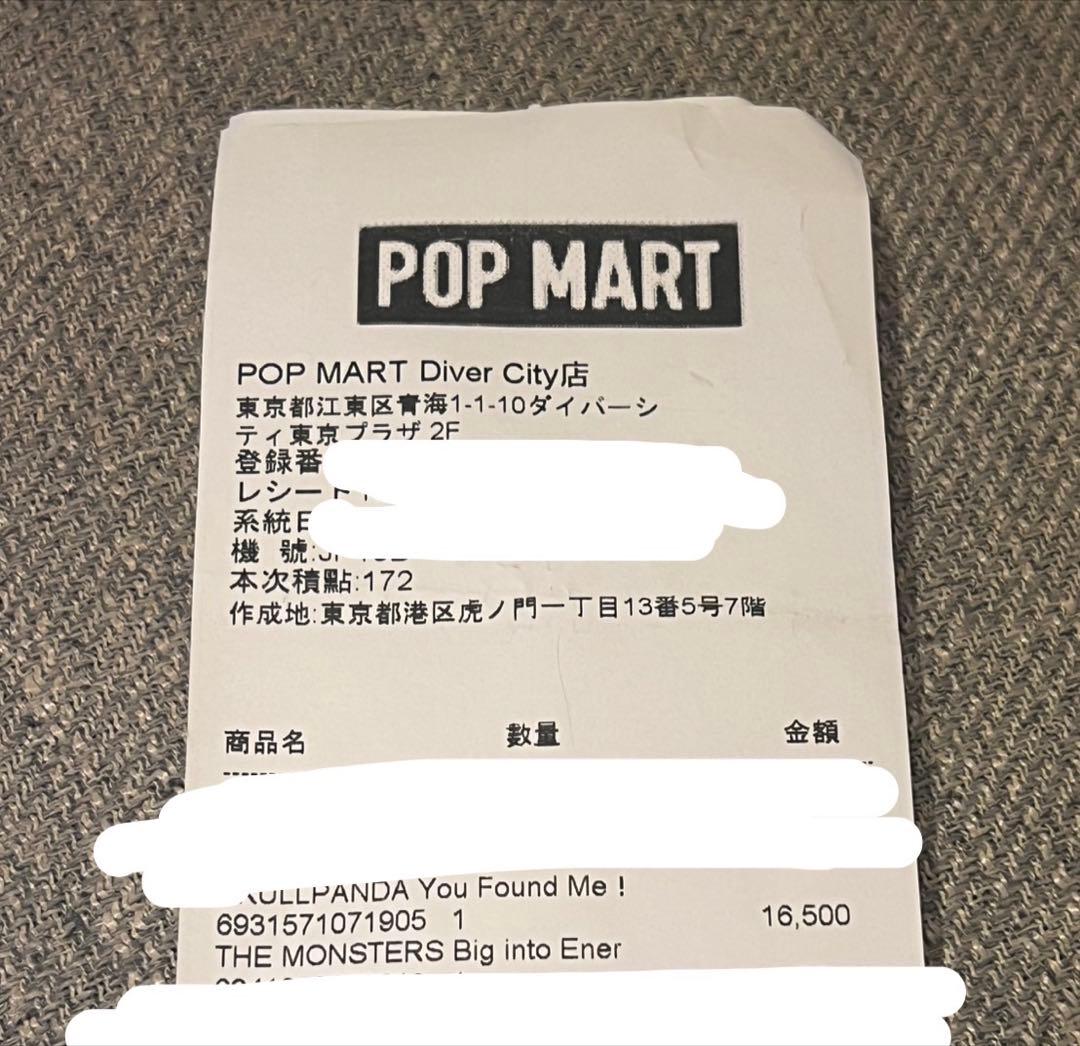 POP MART
POP MART Diver City店
東京都江東区青海1-1-10ダイバーシ
ティ東京プラザ 2F
登録番
レシート
系統
機 號:
本次積點:172
作成地:東京都港区虎ノ門一丁目13番5号7階
商品名 數量 金額
You Found Me !
6931571071905 1 16,500
THE MONSTERS Big into Ener